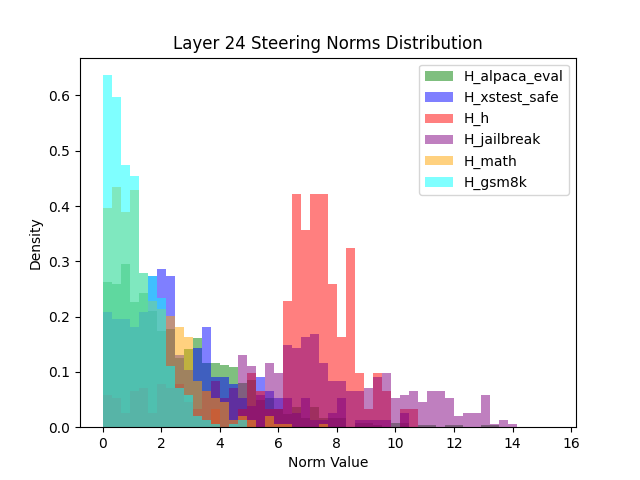 Layer 24 Steering Norms Distribution
H_alpaca_eval
H_xstest_safe
H_h
H_jailbreak
H_math
H_gsm8k
Density
0.6
0.5
0.4
0.3
0.2
0.1
0.0
0 2 4 6 8 10 12 14 16
Norm Value